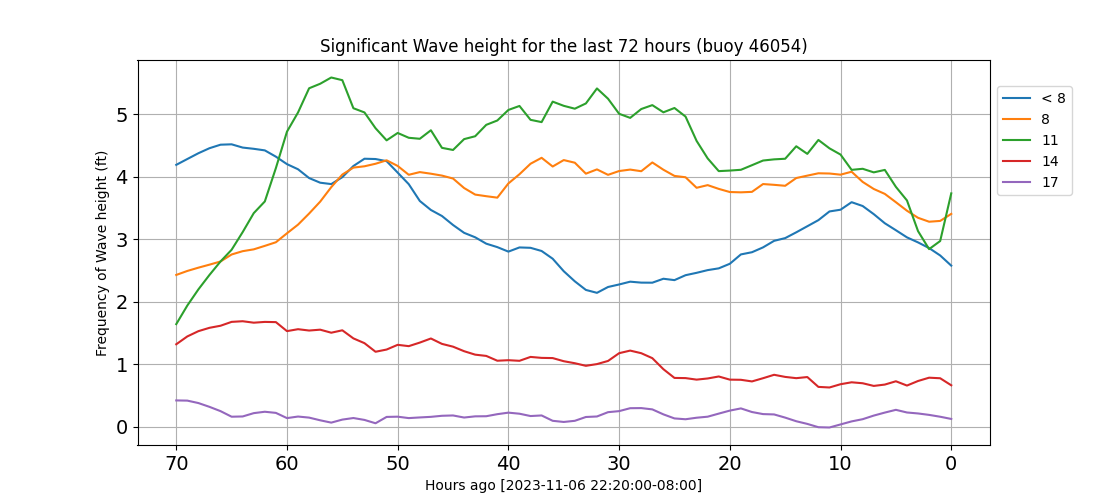 Significant Wave height for the last 72 hours (buoy 46054)
Frequency of Wave height (ft)
5
4
3
2
1
0
70 60 50 40 30 20 10 0
Hours ago [2023-11-06 22:20:00-08:00]
< 8
8
11
14
17